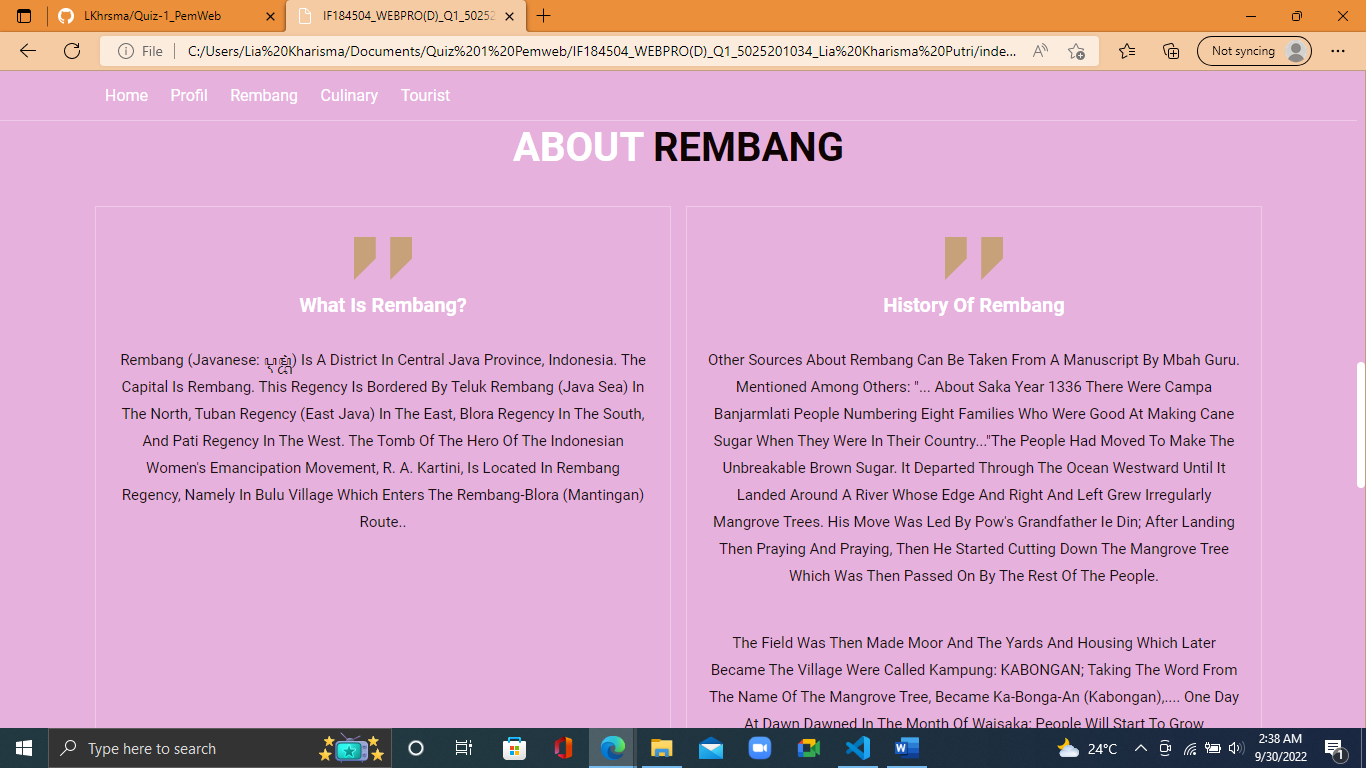 LKhrsma/Quiz-1_PemWeb
IF184504_WEBPRO(D)_Q1_50252
File
C:/Users/Lia%20Kharisma/Documents/Quiz%201%20Pemweb/IF184504_WEBPRO(D)_Q1_5025201034_Lia%20Kharisma%20Putri/inde...
Not syncing
Home Profil Rembang Culinary Tourist
ABOUT REMBANG
What Is Rembang?
Rembang (Javanese: ) Is A District In Central Java Province, Indonesia. The
Capital Is Rembang. This Regency Is Bordered By Teluk Rembang (Java Sea) In
The North, Tuban Regency (East Java) In The East, Blora Regency In The South,
And Pati Regency In The West. The Tomb Of The Hero Of The Indonesian
Women's Emancipation Movement, R. A. Kartini, Is Located In Rembang
Regency, Namely In Bulu Village Which Enters The Rembang-Blora (Mantingan)
Route..
History Of Rembang
Other Sources About Rembang Can Be Taken From A Manuscript By Mbah Guru.
Mentioned Among Others: "... About Saka Year 1336 There Were Campa
Banjarmlati People Numbering Eight Families Who Were Good At Making Cane
Sugar When They Were In Their Country..."The People Had Moved To Make The
Unbreakable Brown Sugar. It Departed Through The Ocean Westward Until It
Landed Around A River Whose Edge And Right And Left Grew Irregularly
Mangrove Trees. His Move Was Led By Pow's Grandfather Ie Din; After Landing
Then Praying And Praying, Then He Started Cutting Down The Mangrove Tree
Which Was Then Passed On By The Rest Of The People.
The Field Was Then Made Moor And The Yards And Housing Which Later
Became The Village Were Called Kampung: KABONGAN; Taking The Word From
The Name Of The Mangrove Tree, Became Ka-Bonga-An (Kabongan),.... One Day
At Dawn Dawned In The Month Of Waisaka: People Will Start To Grow
Type here to search
24°C
2:38 AM
9/30/2022
1